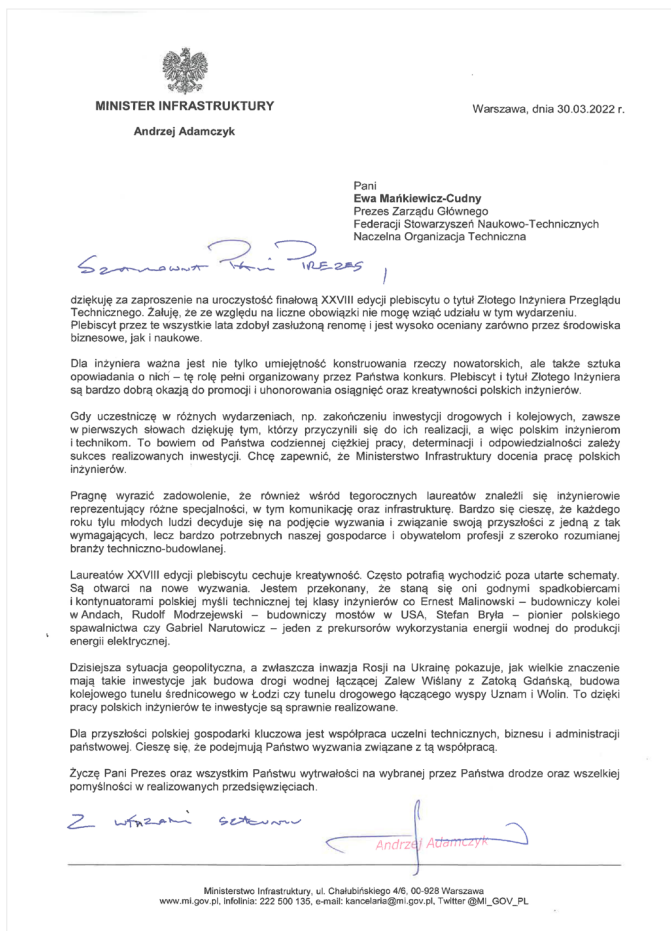 MINISTER INFRASTRUKTURY
Andrzej Adamczyk
Warszawa, dnia 30.03.2022 r.
Pani
Ewa Mańkiewicz-Cudny
Prezes Zarządu Głównego
Federacji Stowarzyszeń Naukowo-Technicznych
Naczelna Organizacja Techniczna
Szanowna Pani Prezes,
dziękuję za zaproszenie na uroczystość finałową XXVIII edycji plebiscytu o tytuł Złotego Inżyniera Przeglądu
Technicznego. Żałuję, że ze względu na liczne obowiązki nie mogę wziąć udziału w tym wydarzeniu.
Plebiscyt przez te wszystkie lata zdobył zasłużoną renomę i jest wysoko oceniany zarówno przez środowiska
biznesowe, jak i naukowe.
Dla inżyniera ważna jest nie tylko umiejętność konstruowania rzeczy nowatorskich, ale także sztuka
opowiadania o nich – tę rolę pełni organizowany przez Państwa konkurs. Plebiscyt i tytuł Złotego Inżyniera
są bardzo dobrą okazją do promocji i uhonorowania osiągnięć oraz kreatywności polskich inżynierów.
Gdy uczestniczę w różnych wydarzeniach, np. zakończeniu inwestycji drogowych i kolejowych, zawsze
w pierwszych słowach dziękuję tym, którzy przyczynili się do ich realizacji, a więc polskim inżynierom
i technikom. To bowiem od Państwa codziennej ciężkiej pracy, determinacji i odpowiedzialności zależy
sukces realizowanych inwestycji. Chcę zapewnić, że Ministerstwo Infrastruktury docenia pracę polskich
inżynierów.
Pragnę wyrazić zadowolenie, że również wśród tegorocznych laureatów znaleźli się inżynierowie
reprezentujący różne specjalności, w tym komunikację oraz infrastrukturę. Bardzo się cieszę, że każdego
roku tylu młodych ludzi decyduje się na podjęcie wyzwania i związanie swoją przyszłości z jedną z tak
wymagających, lecz bardzo potrzebnych naszej gospodarce i obywatelom profesji z szeroko rozumianej
branży techniczno-budowlanej.
Laureatów XXVIII edycji plebiscytu cechuje kreatywność. Często potrafią wychodzić poza utarte schematy.
Są otwarci na nowe wyzwania. Jestem przekonany, że staną się oni godnymi spadkobiercami
i kontynuatorami polskiej myśli technicznej tej klasy inżynierów co Ernest Malinowski – budowniczy kolei
w Andach, Rudolf Modrzejewski – budowniczy mostów w USA, Stefan Bryła – pionier polskiego
spawalnictwa czy Gabriel Narutowicz – jeden z prekursorów wykorzystania energii wodnej do produkcji
energii elektrycznej.
Dzisiejsza sytuacja geopolityczna, a zwłaszcza inwazja Rosji na Ukrainę pokazuje, jak wielkie znaczenie
mają takie inwestycje jak budowa drogi wodnej łączącej Zalew Wiślany z Zatoką Gdańską, budowa
kolejowego tunelu średnicowego w Łodzi czy tunelu drogowego łączącego wyspy Uznam i Wolin. To dzięki
pracy polskich inżynierów te inwestycje są sprawnie realizowane.
Dla przyszłości polskiej gospodarki kluczowa jest współpraca uczelni technicznych, biznesu i administracji
państwowej. Cieszę się, że podejmują Państwo wyzwania związane z tą współpracą.
Życzę Pani Prezes oraz wszystkim Państwu wytrwałości na wybranej przez Państwa drodze oraz wszelkiej
pomyślności w realizowanych przedsięwzięciach.
Z
Andrzej Adamczyk
Ministerstwo Infrastruktury, ul. Chałubińskiego 4/6, 00-928 Warszawa
www.mi.gov.pl, infolinia: 222 500 135, e-mail: kancelaria@mi.gov.pl, Twitter @MI_GOV_PL